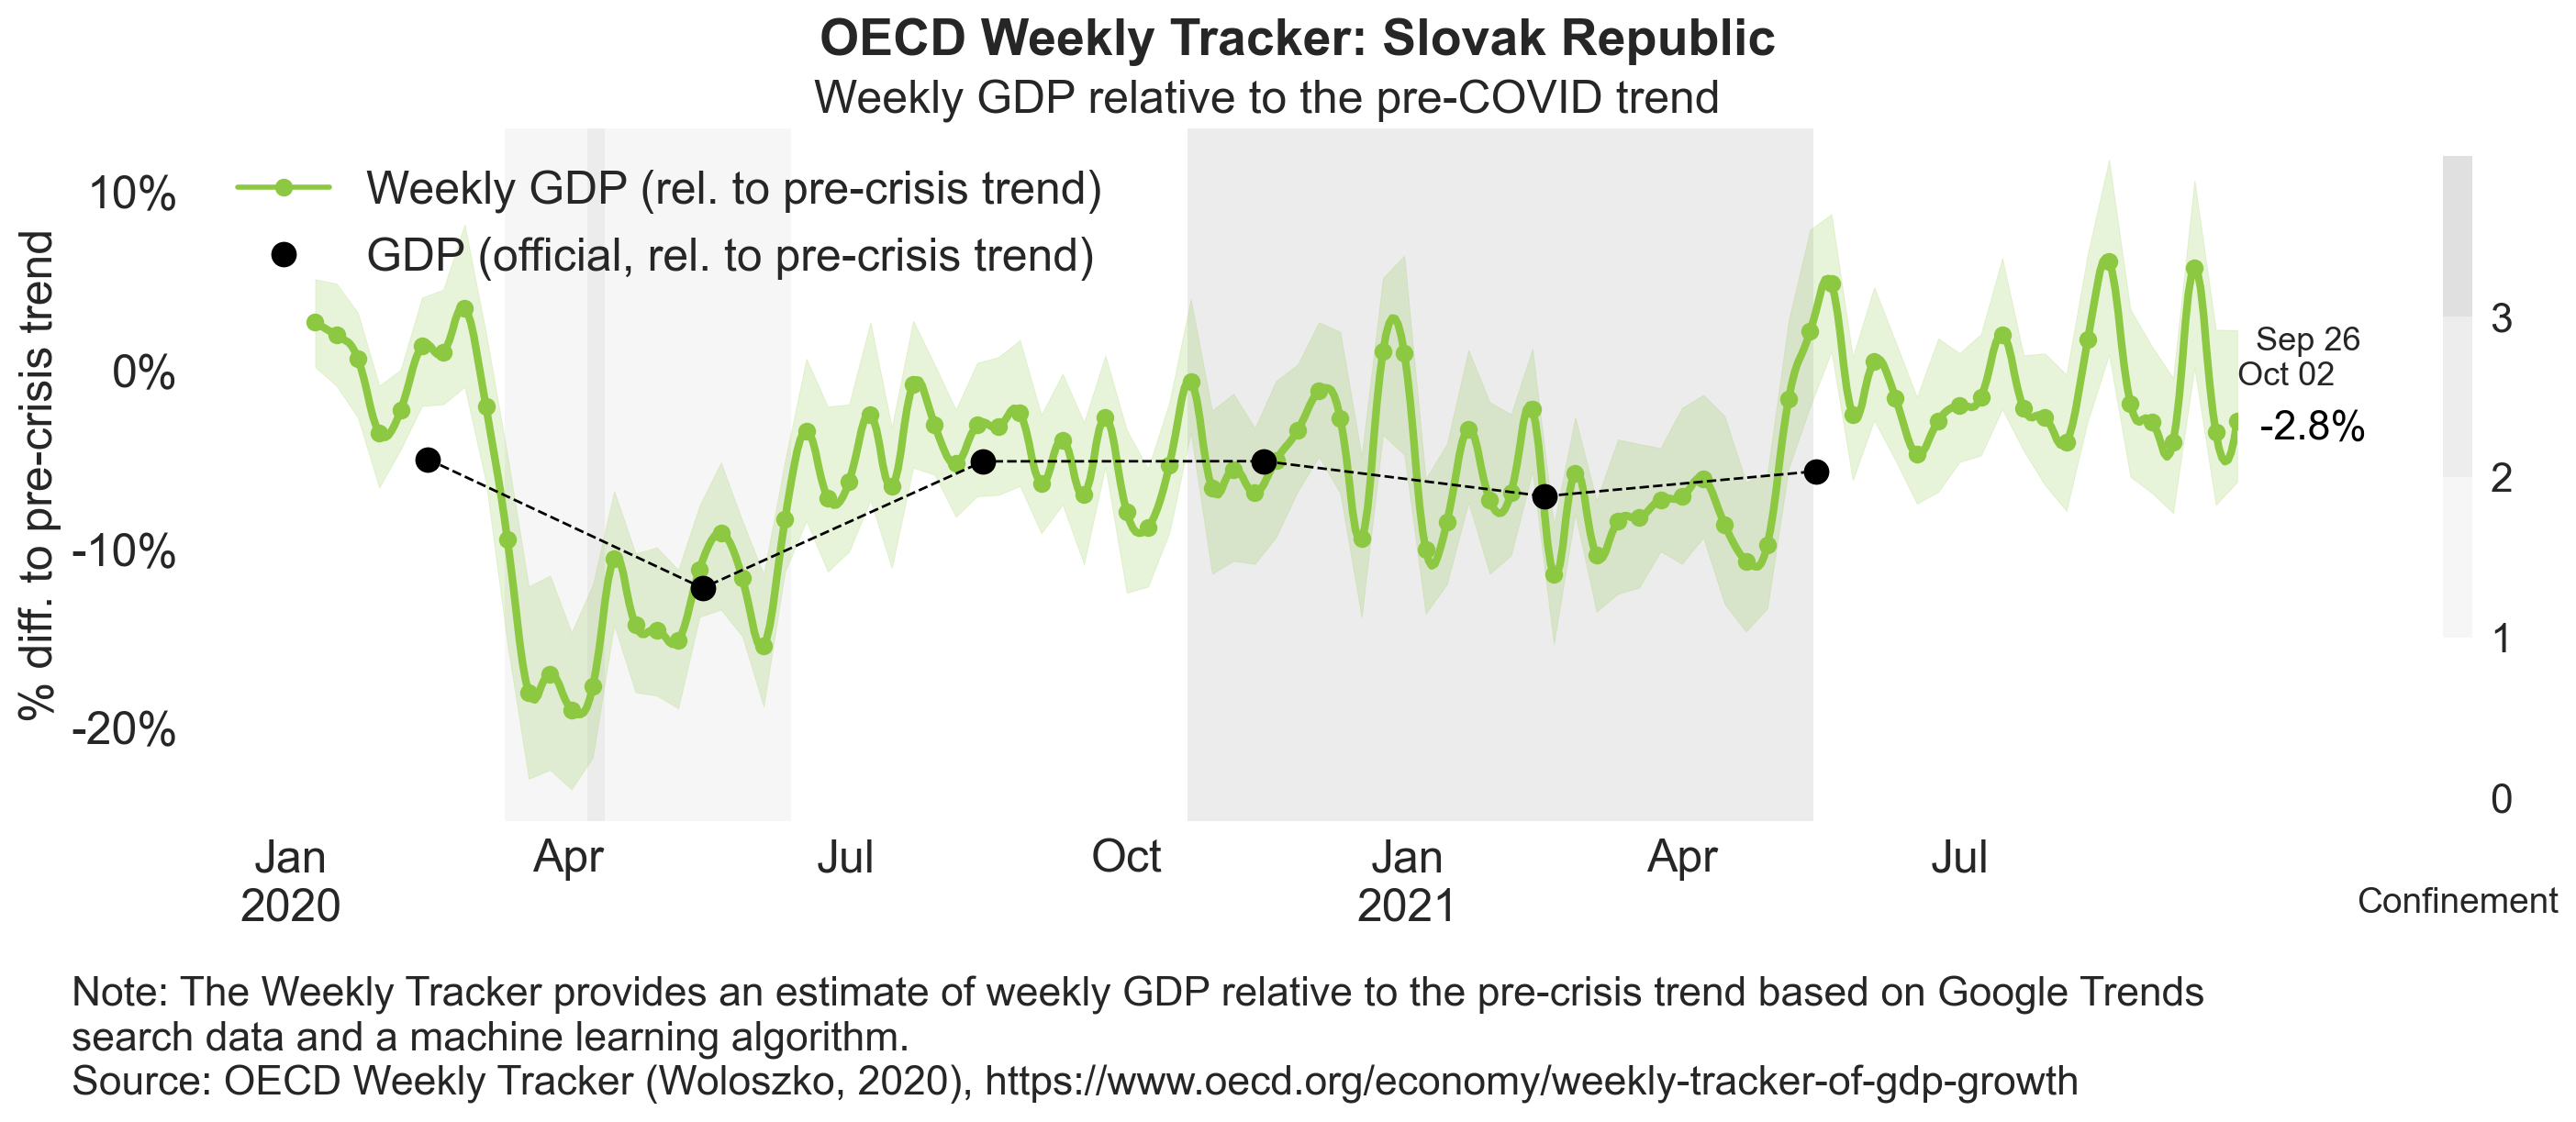 OECD Weekly Tracker: Slovak Republic
Weekly GDP relative to the pre-COVID trend
Weekly GDP (rel. to pre-crisis trend)
GDP (official, rel. to pre-crisis trend)
% diff. to pre-crisis trend
10%
0%
-10%
-20%
Sep 26
Oct 02
-2.8%
3
2
1
0
Confinement
Jan
2020
Apr
Jul
Oct
Jan
2021
Apr
Jul
Note: The Weekly Tracker provides an estimate of weekly GDP relative to the pre-crisis trend based on Google Trends
search data and a machine learning algorithm.
Source: OECD Weekly Tracker (Woloszko, 2020), https://www.oecd.org/economy/weekly-tracker-of-gdp-growth